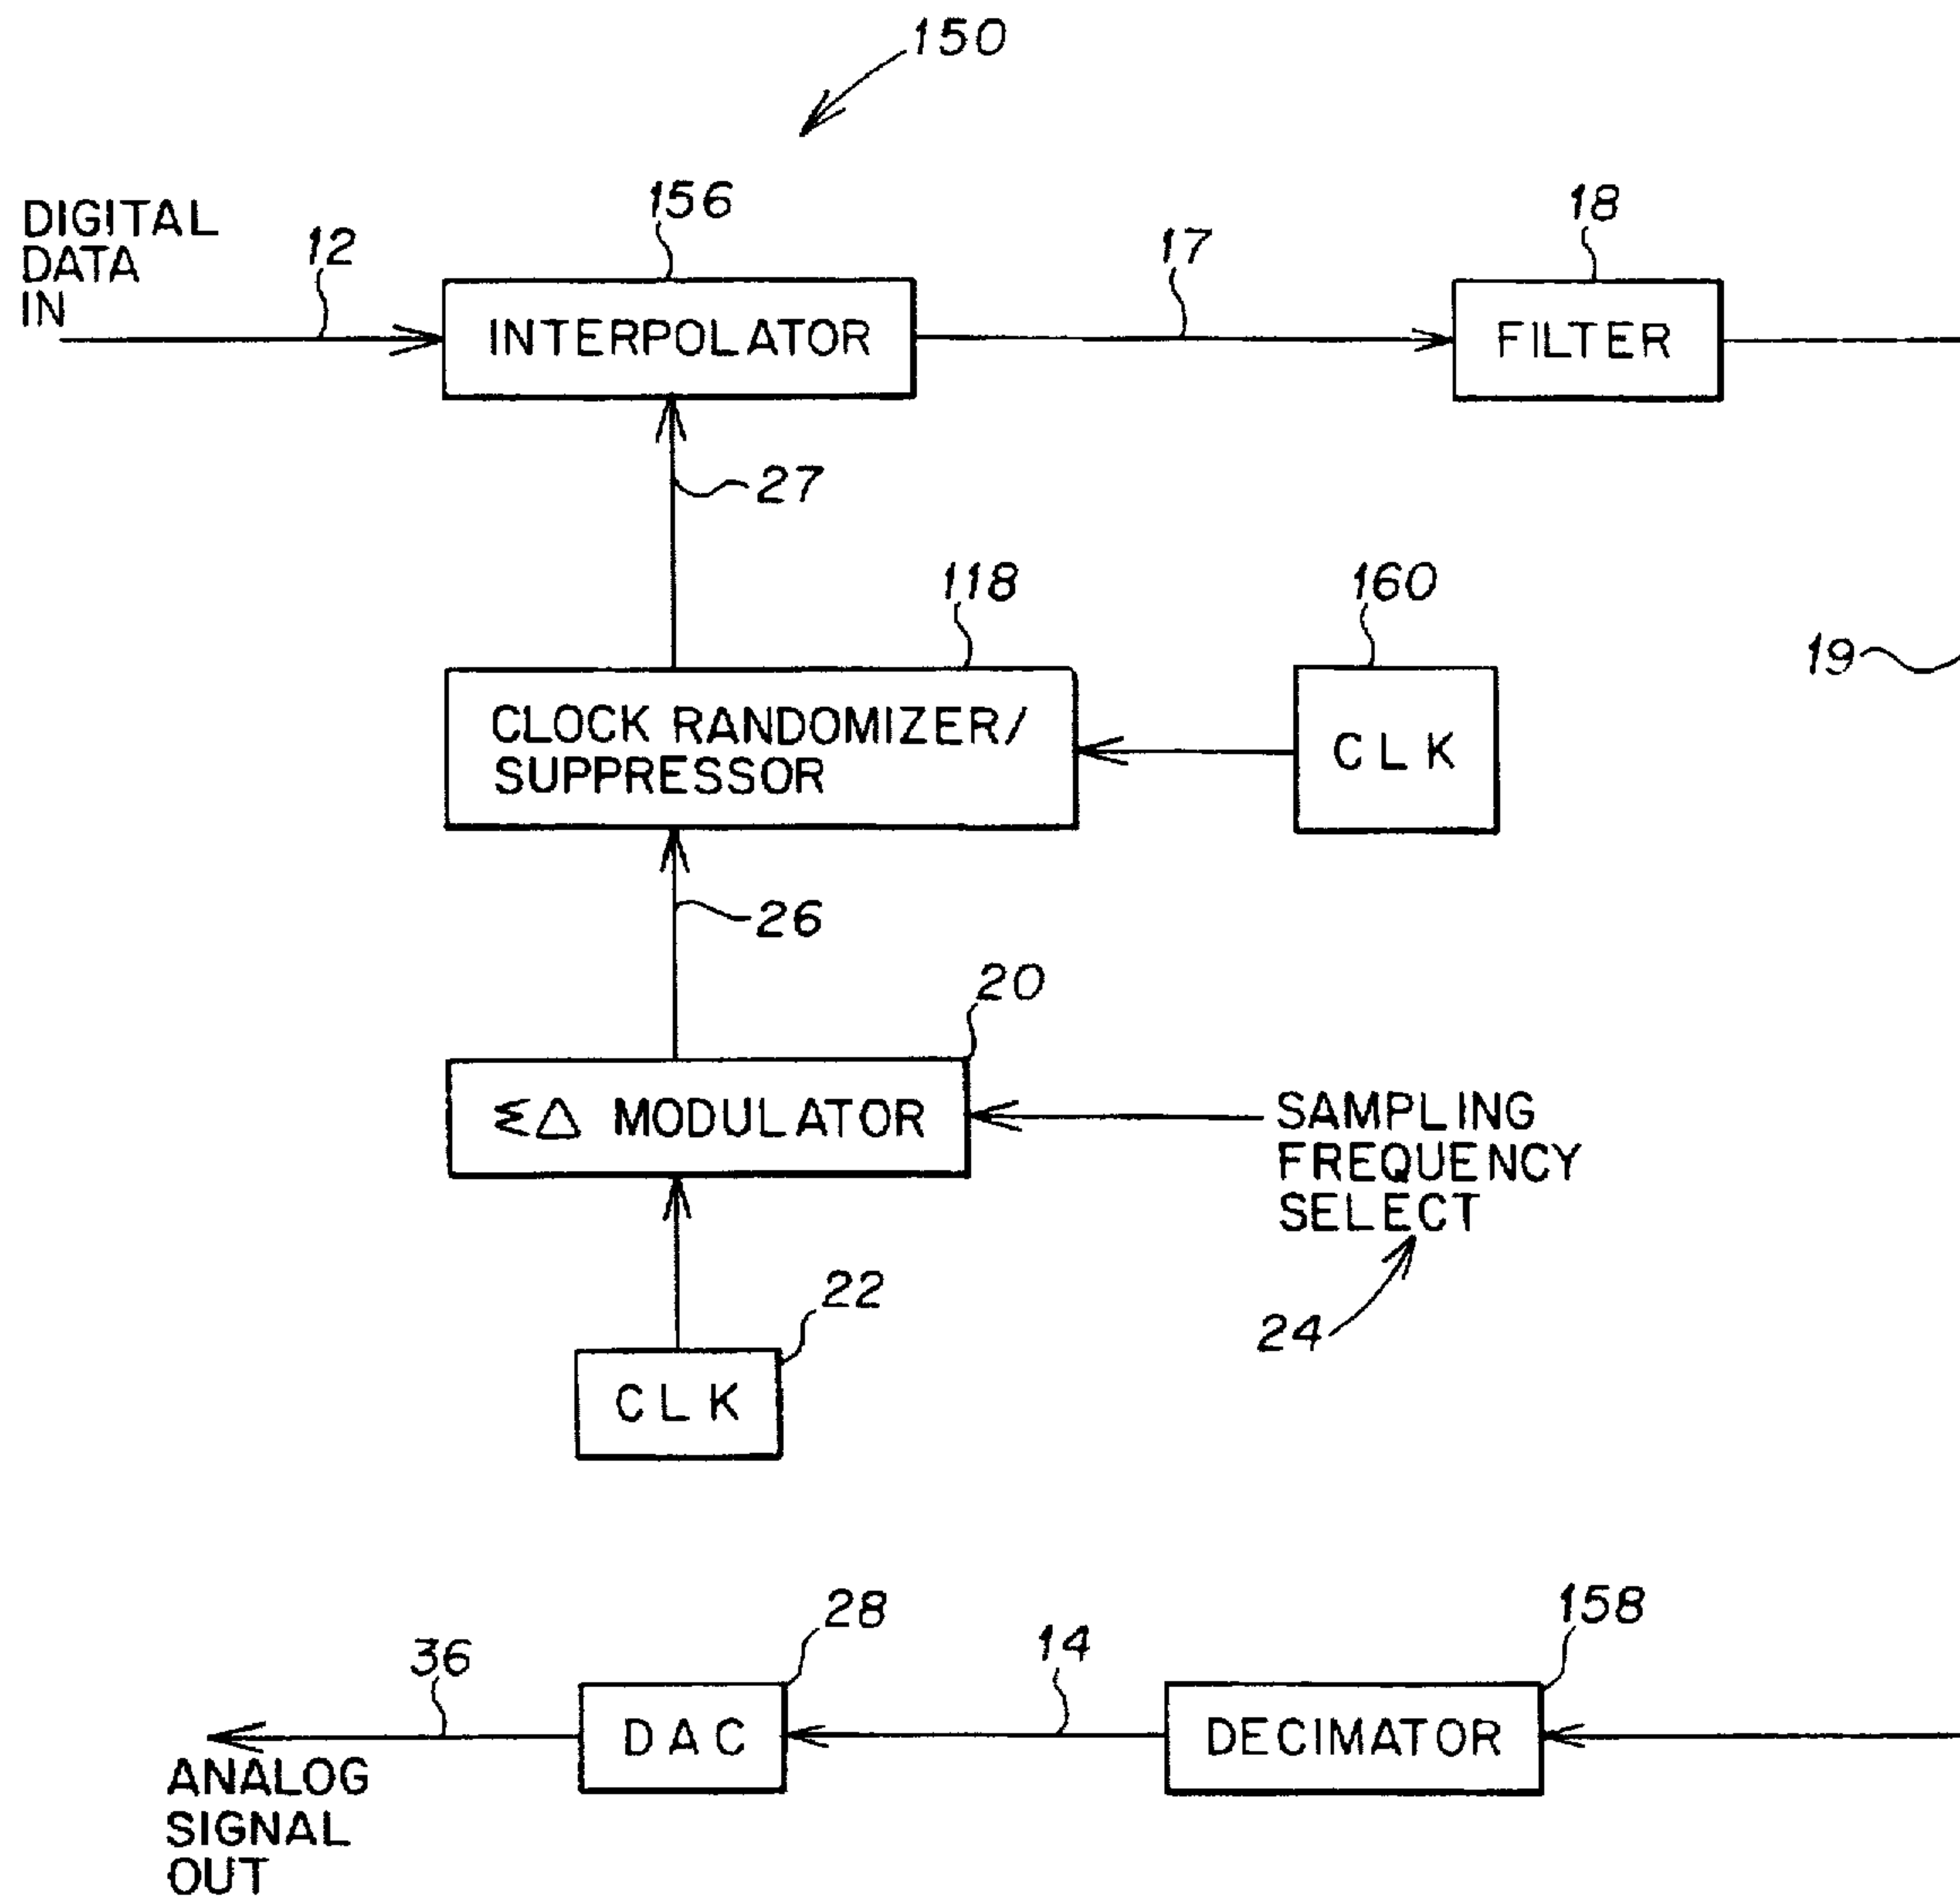 150
DIGITAL
DATA
IN
12
156
INTERPOLATOR
17
18
FILTER
27
118
CLOCK RANDOMIZER/
SUPPRESSOR
160
CLK
19
26
20
ΣΔ MODULATOR
SAMPLING
FREQUENCY
SELECT
24
22
CLK
36
28
DAC
14
158
DECIMATOR
ANALOG
SIGNAL
OUT